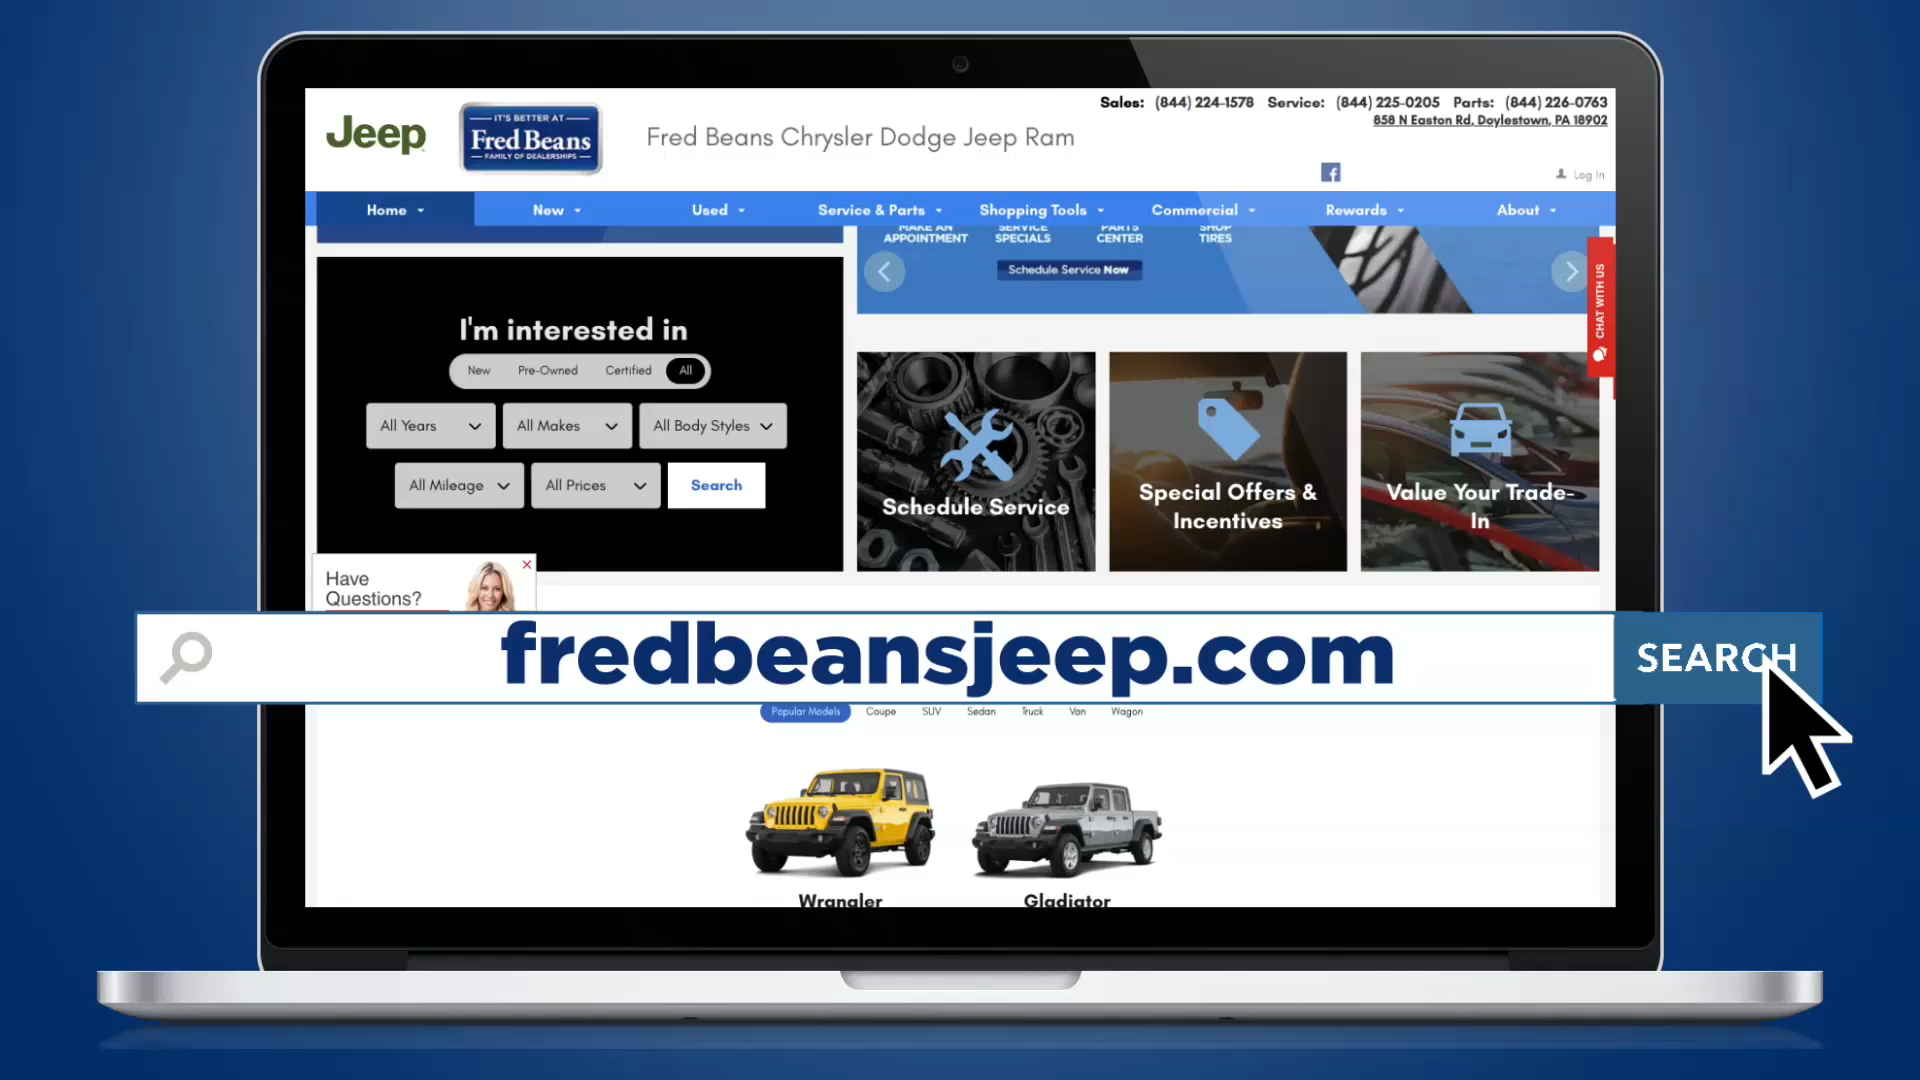 Jeep
IT'S BETTER AT
Fred Beans
FAMILY OF DEALERSHIPS
Fred Beans Chrysler Dodge Jeep Ram
Sales: (844) 224-1578 Service: (844) 225-0205 Parts: (844) 226-0763
858 N Easton Rd, Doylestown, PA 18902
f
Log In
Home New Used Service & Parts Shopping Tools Commercial Rewards About
MAKE AN APPOINTMENT
SERVICE SPECIALS
PARTS CENTER
SHOP TIRES
Schedule Service Now
CHAT WITH US
I'm interested in
New Pre-Owned Certified All
All Years All Makes All Body Styles
All Mileage All Prices Search
Schedule Service
Special Offers &
Incentives
Value Your Trade-
In
Have
Questions?
fredbeansjeep.com
SEARCH
Popular Models Coupe SUV Sedan Truck Van Wagon
Wrangler Gladiator